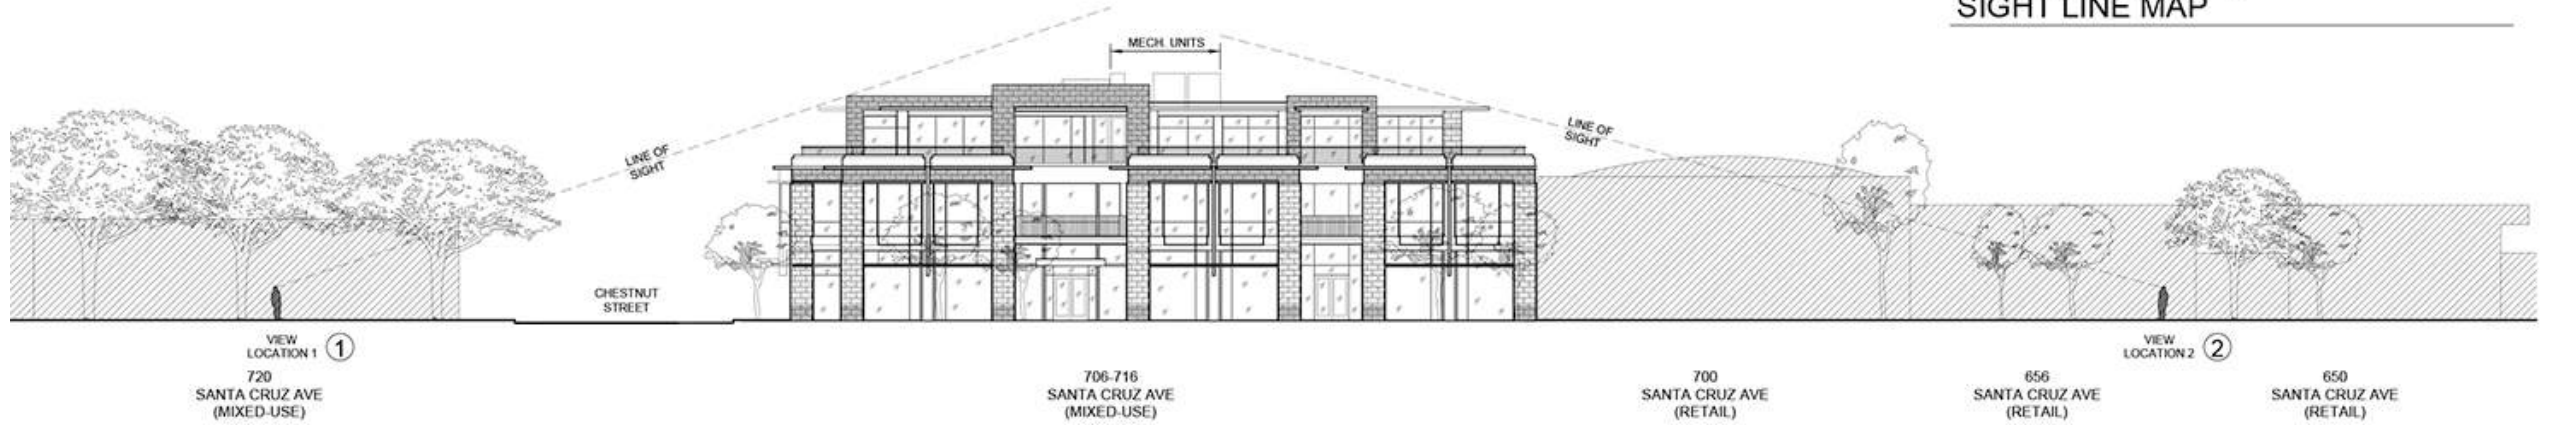 SIGHT LINE MAP
MECH. UNITS
LINE OF
SIGHT
LINE OF
SIGHT
CHESTNUT
STREET
VIEW
LOCATION 1
1
VIEW
LOCATION 2
2
720
SANTA CRUZ AVE
(MIXED-USE)
706-716
SANTA CRUZ AVE
(MIXED-USE)
700
SANTA CRUZ AVE
(RETAIL)
656
SANTA CRUZ AVE
(RETAIL)
650
SANTA CRUZ AVE
(RETAIL)